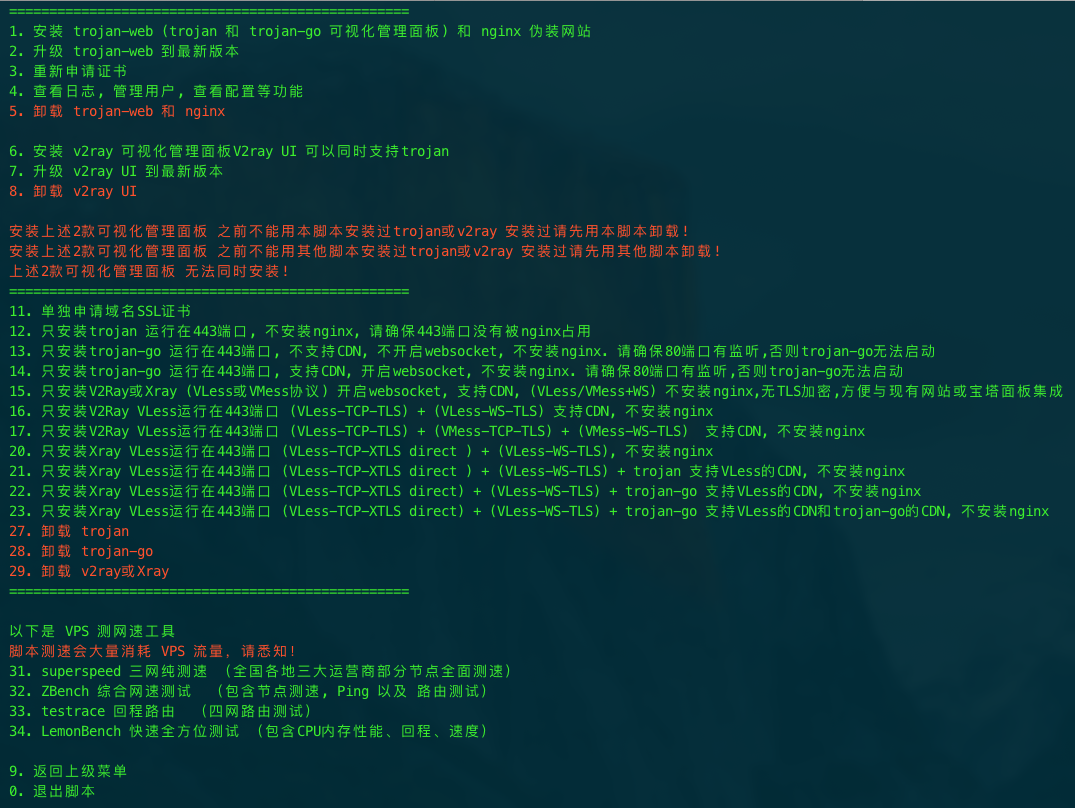 ==================================================
1. 安装 trojan-web (trojan 和 trojan-go 可视化管理面板) 和 nginx 伪装网站
2. 升级 trojan-web 到最新版本
3. 重新申请证书
4. 查看日志, 管理用户, 查看配置等功能
5. 卸载 trojan-web 和 nginx
6. 安装 v2ray 可视化管理面板V2ray UI 可以同时支持trojan
7. 升级 v2ray UI 到最新版本
8. 卸载 v2ray UI
安装上述2款可视化管理面板 之前不能用本脚本安装过trojan或v2ray 安装过请先用本脚本卸载!
安装上述2款可视化管理面板 之前不能用其他脚本安装过trojan或v2ray 安装过请先用其他脚本卸载!
上述2款可视化管理面板 无法同时安装!
==================================================
11. 单独申请域名SSL证书
12. 只安装trojan 运行在443端口, 不安装nginx, 请确保443端口没有被nginx占用
13. 只安装trojan-go 运行在443端口, 不支持CDN, 不开启websocket, 不安装nginx. 请确保80端口有监听,否则trojan-go无法启动
14. 只安装trojan-go 运行在443端口, 支持CDN, 开启websocket, 不安装nginx. 请确保80端口有监听,否则trojan-go无法启动
15. 只安装V2Ray或Xray (VLess或VMess协议) 开启websocket, 支持CDN, (VLess/VMess+WS) 不安装nginx,无TLS加密,方便与现有网站或宝塔面板集成
16. 只安装V2Ray VLess运行在443端口 (VLess-TCP-TLS) + (VLess-WS-TLS) 支持CDN, 不安装nginx
17. 只安装V2Ray VLess运行在443端口 (VLess-TCP-TLS) + (VMess-TCP-TLS) + (VMess-WS-TLS)  支持CDN, 不安装nginx
20. 只安装Xray VLess运行在443端口 (VLess-TCP-XTLS direct ) + (VLess-WS-TLS), 不安装nginx
21. 只安装Xray VLess运行在443端口 (VLess-TCP-XTLS direct ) + (VLess-WS-TLS) + trojan 支持VLess的CDN, 不安装nginx
22. 只安装Xray VLess运行在443端口 (VLess-TCP-XTLS direct) + (VLess-WS-TLS) + trojan-go 支持VLess的CDN, 不安装nginx
23. 只安装Xray VLess运行在443端口 (VLess-TCP-XTLS direct) + (VLess-WS-TLS) + trojan-go 支持VLess的CDN和trojan-go的CDN, 不安装nginx
27. 卸载 trojan
28. 卸载 trojan-go
29. 卸载 v2ray或Xray
==================================================
以下是 VPS 测网速工具
脚本测速会大量消耗 VPS 流量，请悉知!
31. superspeed 三网纯测速 （全国各地三大运营商部分节点全面测速）
32. ZBench 综合网速测试  （包含节点测速, Ping 以及 路由测试）
33. testrace 回程路由  （四网路由测试）
34. LemonBench 快速全方位测试 （包含CPU内存性能、回程、速度）
9. 返回上级菜单
0. 退出脚本